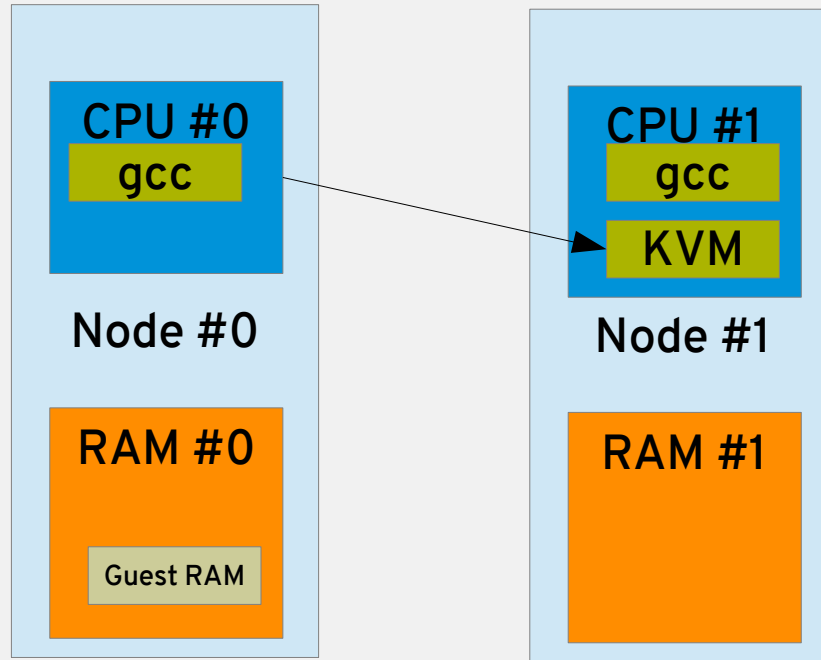 CPU #0
gcc
Node #0
RAM #0
Guest RAM
CPU #1
gcc
KVM
Node #1
RAM #1